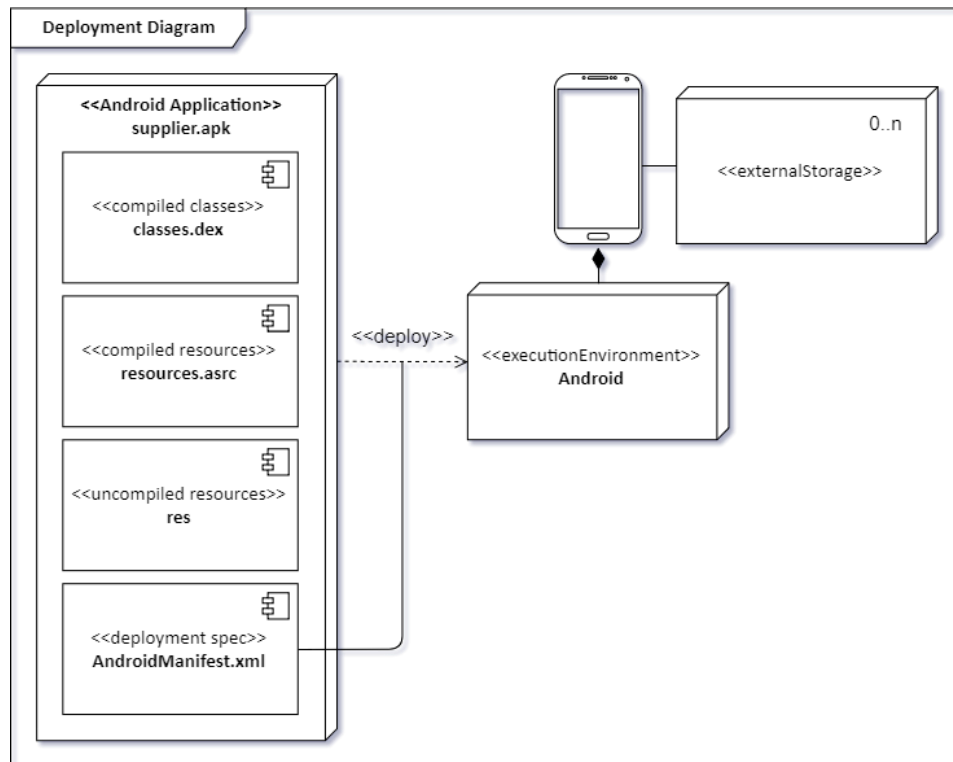 Deployment Diagram
<<Android Application>>
supplier.apk
<<compiled classes>>
classes.dex
<<compiled resources>>
resources.asrc
<<uncompiled resources>>
res
<<deployment spec>>
AndroidManifest.xml
<<deploy>>
<<executionEnvironment>>
Android
0..n
<<externalStorage>>